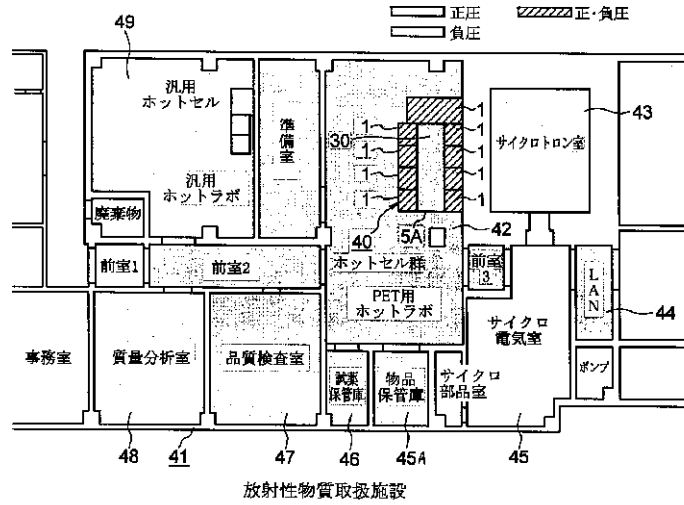 正圧
負圧
正・負圧
49
汎用
ホットセル
汎用
ホットラボ
準備室
廃棄物
前室1
前室2
1
1
1
1
1
1
1
1
1
30
40
5A
42
ホットセル群
PET用
ホットラボ
43
サイクロトロン室
前室
3
サイクロ
電気室
LAN
44
ポンプ
事務室
質量分析室
品質検査室
試薬
保管庫
物品
保管庫
サイクロ
部品室
48
41
47
46
45A
45
放射性物質取扱施設